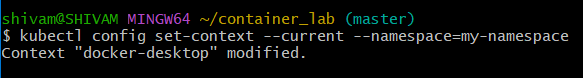 shivam@SHIVAM MINGW64 ~/container_lab (master)
$ kubectl config set-context --current --namespace=my-namespace
Context "docker-desktop" modified.